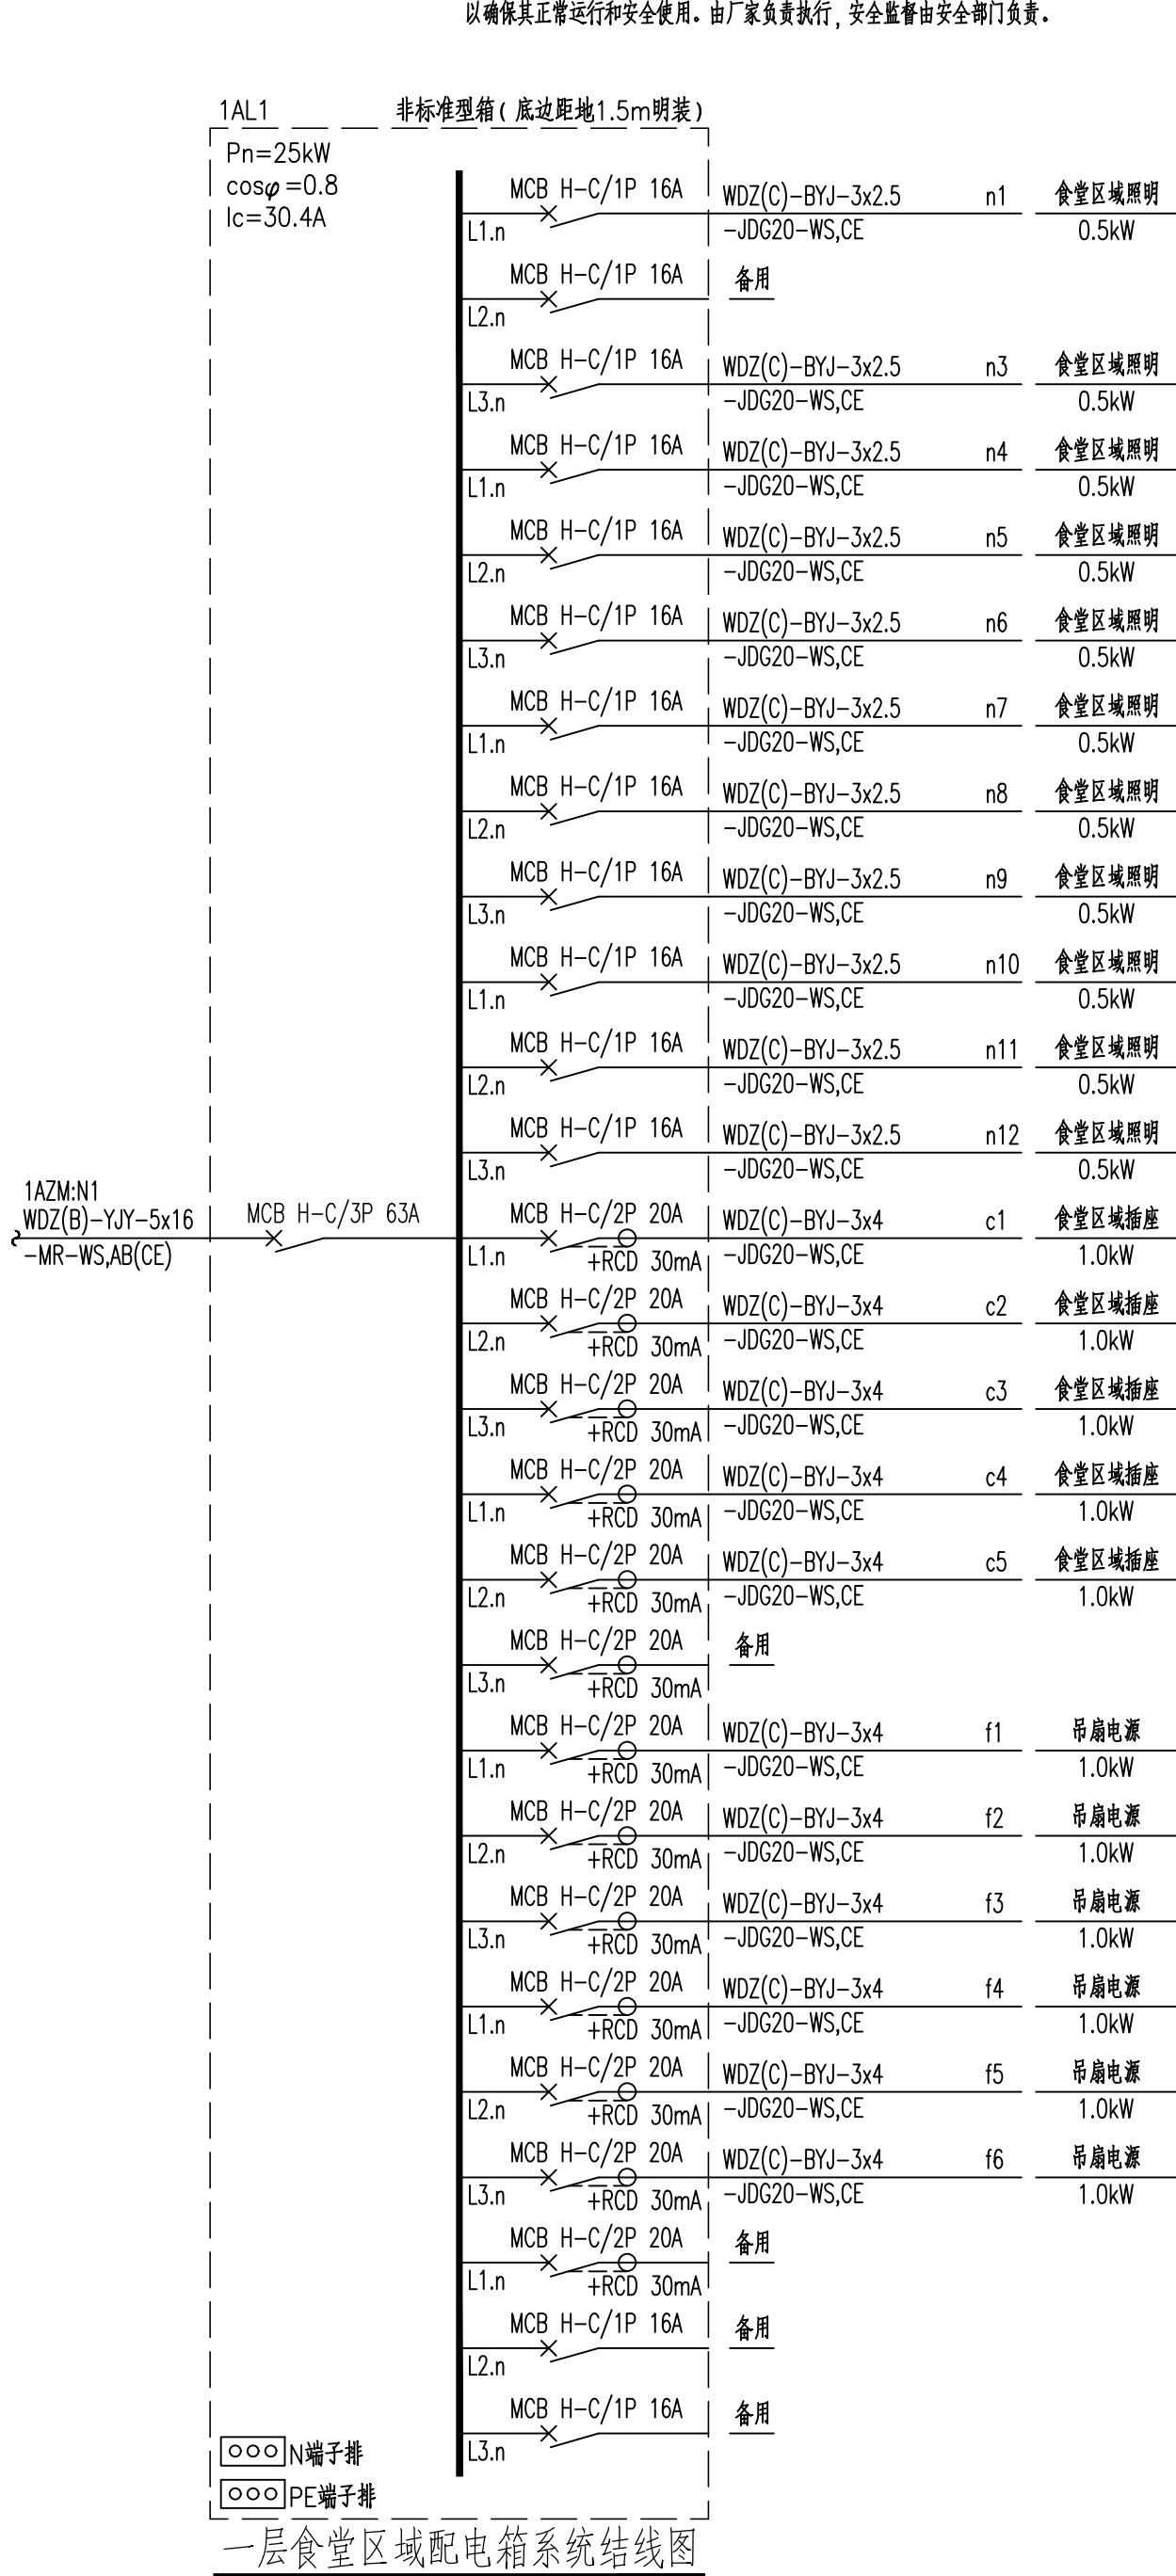 以确保其正常运行和安全使用。由厂家负责执行,安全监督由安全部门负责。
1AL1 非标准型箱(底边距地1.5m明装)
Pn=25kW
cosφ=0.8
Ic=30.4A
MCB H-C/1P 16A WDZ(C)-BYJ-3x2.5 n1 食堂区域照明
L1.n -JDG20-WS,CE 0.5kW
MCB H-C/1P 16A 备用
L2.n
MCB H-C/1P 16A WDZ(C)-BYJ-3x2.5 n3 食堂区域照明
L3.n -JDG20-WS,CE 0.5kW
MCB H-C/1P 16A WDZ(C)-BYJ-3x2.5 n4 食堂区域照明
L1.n -JDG20-WS,CE 0.5kW
MCB H-C/1P 16A WDZ(C)-BYJ-3x2.5 n5 食堂区域照明
L2.n -JDG20-WS,CE 0.5kW
MCB H-C/1P 16A WDZ(C)-BYJ-3x2.5 n6 食堂区域照明
L3.n -JDG20-WS,CE 0.5kW
MCB H-C/1P 16A WDZ(C)-BYJ-3x2.5 n7 食堂区域照明
L1.n -JDG20-WS,CE 0.5kW
MCB H-C/1P 16A WDZ(C)-BYJ-3x2.5 n8 食堂区域照明
L2.n -JDG20-WS,CE 0.5kW
MCB H-C/1P 16A WDZ(C)-BYJ-3x2.5 n9 食堂区域照明
L3.n -JDG20-WS,CE 0.5kW
MCB H-C/1P 16A WDZ(C)-BYJ-3x2.5 n10 食堂区域照明
L1.n -JDG20-WS,CE 0.5kW
MCB H-C/1P 16A WDZ(C)-BYJ-3x2.5 n11 食堂区域照明
L2.n -JDG20-WS,CE 0.5kW
MCB H-C/1P 16A WDZ(C)-BYJ-3x2.5 n12 食堂区域照明
L3.n -JDG20-WS,CE 0.5kW
1AZM:N1
WDZ(B)-YJY-5x16 MCB H-C/3P 63A MCB H-C/2P 20A WDZ(C)-BYJ-3x4 c1 食堂区域插座
-MR-WS,AB(CE) L1.n +RCD 30mA -JDG20-WS,CE 1.0kW
MCB H-C/2P 20A WDZ(C)-BYJ-3x4 c2 食堂区域插座
L2.n +RCD 30mA -JDG20-WS,CE 1.0kW
MCB H-C/2P 20A WDZ(C)-BYJ-3x4 c3 食堂区域插座
L3.n +RCD 30mA -JDG20-WS,CE 1.0kW
MCB H-C/2P 20A WDZ(C)-BYJ-3x4 c4 食堂区域插座
L1.n +RCD 30mA -JDG20-WS,CE 1.0kW
MCB H-C/2P 20A WDZ(C)-BYJ-3x4 c5 食堂区域插座
L2.n +RCD 30mA -JDG20-WS,CE 1.0kW
MCB H-C/2P 20A 备用
L3.n +RCD 30mA
MCB H-C/2P 20A WDZ(C)-BYJ-3x4 f1 吊扇电源
L1.n +RCD 30mA -JDG20-WS,CE 1.0kW
MCB H-C/2P 20A WDZ(C)-BYJ-3x4 f2 吊扇电源
L2.n +RCD 30mA -JDG20-WS,CE 1.0kW
MCB H-C/2P 20A WDZ(C)-BYJ-3x4 f3 吊扇电源
L3.n +RCD 30mA -JDG20-WS,CE 1.0kW
MCB H-C/2P 20A WDZ(C)-BYJ-3x4 f4 吊扇电源
L1.n +RCD 30mA -JDG20-WS,CE 1.0kW
MCB H-C/2P 20A WDZ(C)-BYJ-3x4 f5 吊扇电源
L2.n +RCD 30mA -JDG20-WS,CE 1.0kW
MCB H-C/2P 20A WDZ(C)-BYJ-3x4 f6 吊扇电源
L3.n +RCD 30mA -JDG20-WS,CE 1.0kW
MCB H-C/2P 20A 备用
L1.n +RCD 30mA
MCB H-C/1P 16A 备用
L2.n
MCB H-C/1P 16A 备用
L3.n
N端子排
PE端子排
一层食堂区域配电箱系统结线图